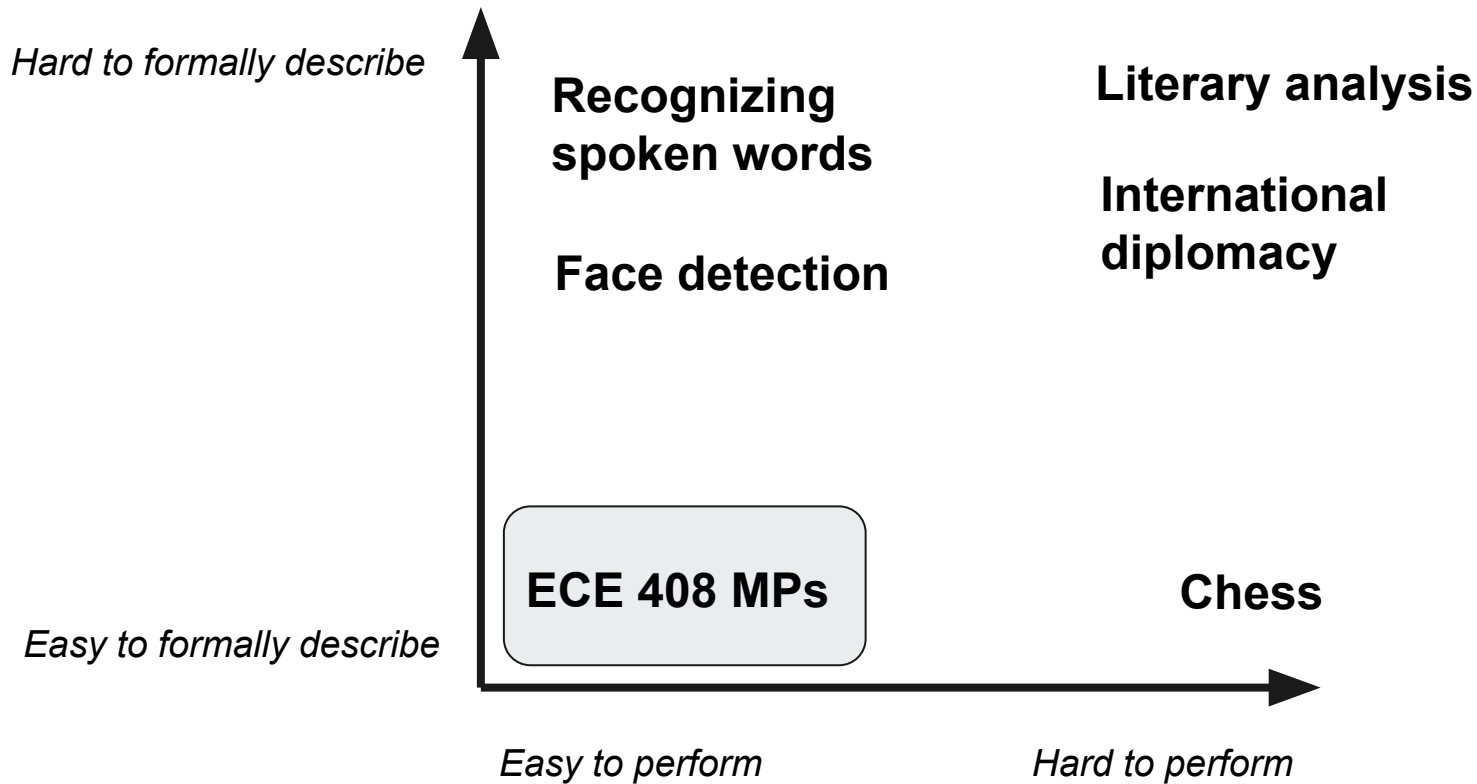 Hard to formally describe
Recognizing
spoken words
Literary analysis
International
diplomacy
Face detection
ECE 408 MPs
Chess
Easy to formally describe
Easy to perform
Hard to perform